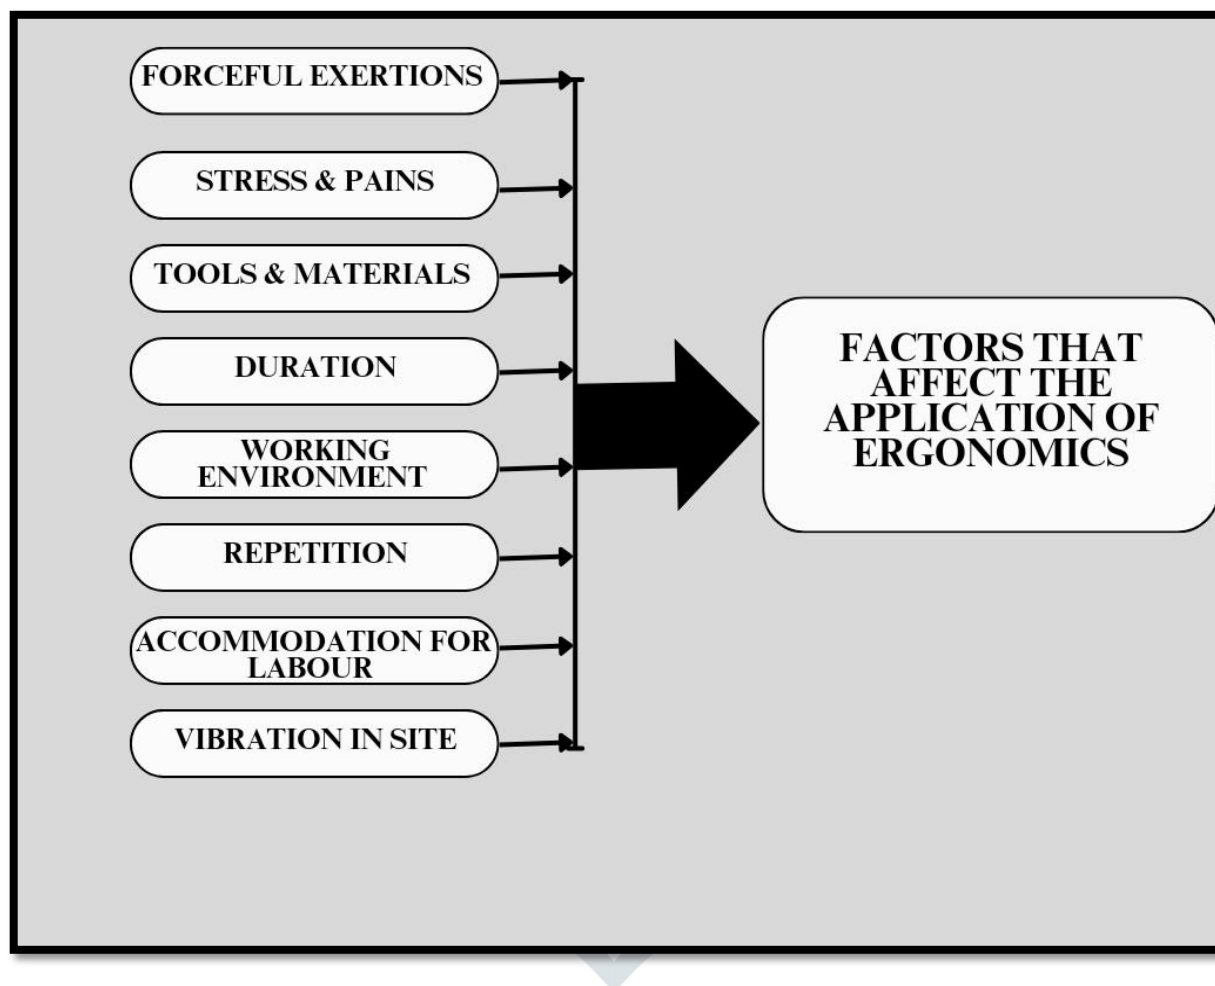 FORCEFUL EXERTIONS
STRESS & PAINS
TOOLS & MATERIALS
DURATION
WORKING
ENVIRONMENT
REPETITION
ACCOMMODATION FOR
LABOUR
VIBRATION IN SITE
FACTORS THAT
AFFECT THE
APPLICATION OF
ERGONOMICS